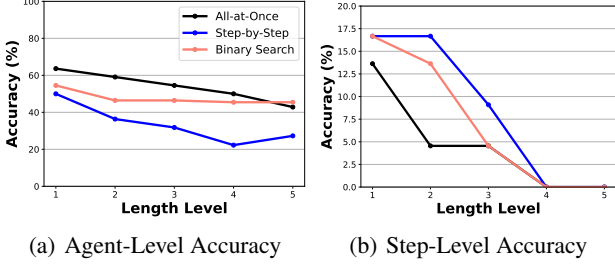 100
80
60
40
20
0
Accuracy (%)
1 2 3 4 5
Length Level
All-at-Once
Step-by-Step
Binary Search
(a) Agent-Level Accuracy
20.0
17.5
15.0
12.5
10.0
7.5
5.0
2.5
0.0
Accuracy (%)
1 2 3 4 5
Length Level
(b) Step-Level Accuracy